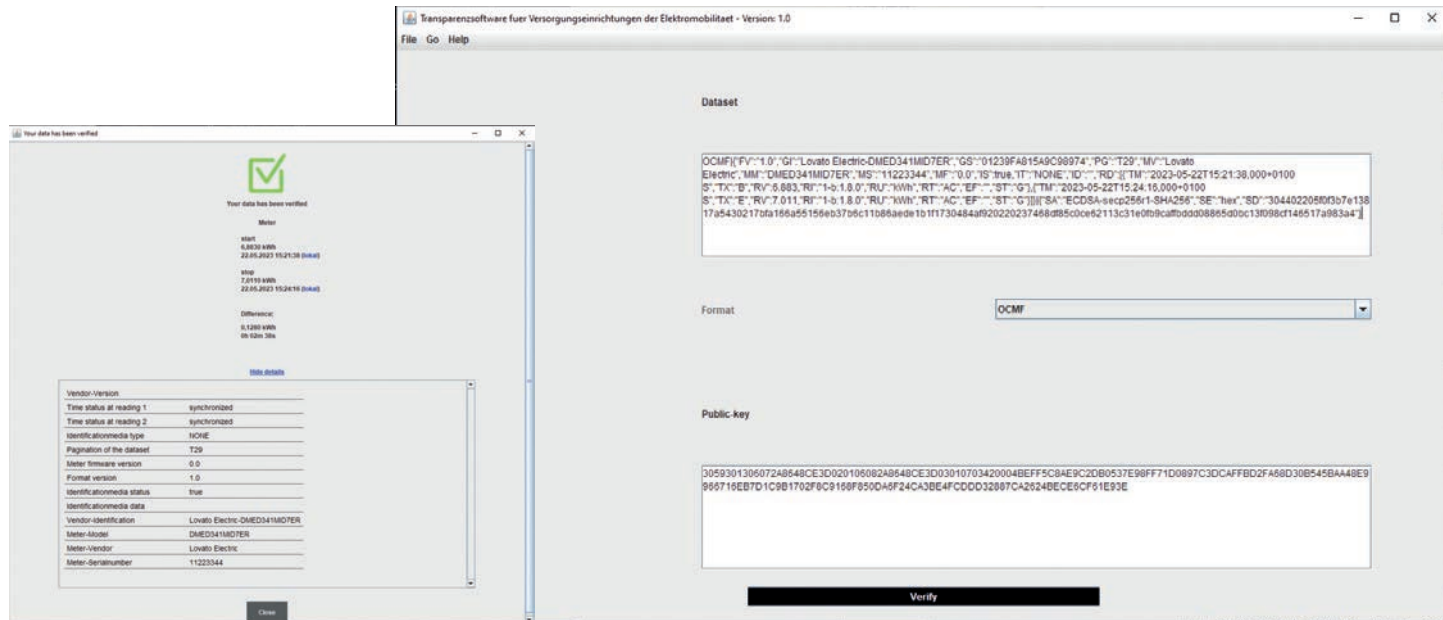 Transparenzsoftware fuer Versorgungseinrichtungen der Elektromobilitaet - Version: 1.0
File Go Help
Dataset
OCMF|{"FV":"1.0","GI":"Lovato Electric-DMED341MID7ER","GS":"01239FA815A9C98974","PG":"T29","MV":"Lovato
Electric","MM":"DMED341MID7ER","MS":"11223344","MF":"0.0","IS":true,"IT":"NONE","ID":"","RD":[{"TM":"2023-05-22T15:21:38,000+0100
S","TX":"B","RV":6.883,"RI":"1-b:1.8.0","RU":"kWh","RT":"AC","EF":"","ST":"G"},{"TM":"2023-05-22T15:24:16,000+0100
S","TX":"E","RV":7.011,"RI":"1-b:1.8.0","RU":"kWh","RT":"AC","EF":"","ST":"G"}]}|{"SA":"ECDSA-secp256r1-SHA256","SE":"hex","SD":"304402205f0f3b7e138
17a5430217bfa166a55156eb37b6c11b86aede1b1f1730484af920220237468df85c0ce62113c31e0fb9caffbddd08865d0bc13f098cf146517a983a4"}
Format
OCMF
Public-key
3059301306072A8648CE3D020106082A8648CE3D03010703420004BEFF5C8AE9C2DB0537E98FF71D0897C3DCAFFBD2FA68D30B545BAA48E9
966716EB7D1C9B1702F8C9168F850DA6F24CA3BE4FCDDD32887CA2624BECE6CF61E93E
Verify
Your data has been verified
Your data has been verified
Meter
start
6,8830 kWh
22.05.2023 15:21:38 (lokal)
stop
7,0110 kWh
22.05.2023 15:24:16 (lokal)
Difference:
0,1280 kWh
0h 02m 38s
Hide details
Vendor-Version
Time status at reading 1 synchronized
Time status at reading 2 synchronized
Identificationmedia type NONE
Pagination of the dataset T29
Meter firmware version 0.0
Format version 1.0
Identificationmedia status true
Identificationmedia data
Vendor-Identification Lovato Electric-DMED341MID7ER
Meter-Model DMED341MID7ER
Meter-Vendor Lovato Electric
Meter-Serialnumber 11223344
Close